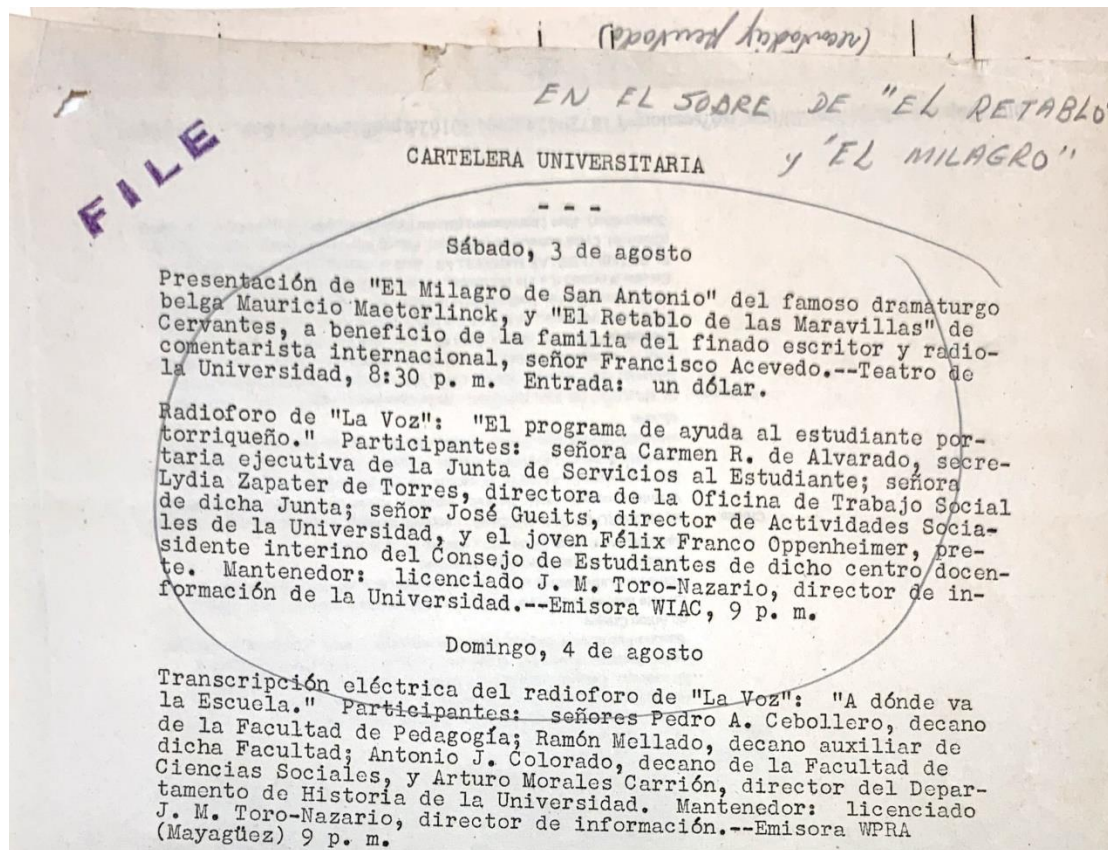 EN EL SOBRE DE "EL RETABLO"
y "EL MILAGRO"
FILE
CARTELERA UNIVERSITARIA
- - -
Sábado, 3 de agosto
Presentación de "El Milagro de San Antonio" del famoso dramaturgo
belga Mauricio Maeterlinck, y "El Retablo de las Maravillas" de
Cervantes, a beneficio de la familia del finado escritor y radio-
comentarista internacional, señor Francisco Acevedo.--Teatro de
la Universidad, 8:30 p. m. Entrada: un dólar.
Radioforo de "La Voz": "El programa de ayuda al estudiante por-
torriqueño." Participantes: señora Carmen R. de Alvarado, secre-
taria ejecutiva de la Junta de Servicios al Estudiante; señora
Lydia Zapater de Torres, directora de la Oficina de Trabajo Social
de dicha Junta; señor José Gueits, director de Actividades Socia-
les de la Universidad, y el joven Félix Franco Oppenheimer, pre-
sidente interino del Consejo de Estudiantes de dicho centro docen-
te. Mantenedor: licenciado J. M. Toro-Nazario, director de in-
formación de la Universidad.--Emisora WIAC, 9 p. m.
Domingo, 4 de agosto
Transcripción eléctrica del radioforo de "La Voz": "A dónde va
la Escuela." Participantes: señores Pedro A. Cebollero, decano
de la Facultad de Pedagogía; Ramón Mellado, decano auxiliar de
dicha Facultad; Antonio J. Colorado, decano de la Facultad de
Ciencias Sociales, y Arturo Morales Carrión, director del Depar-
tamento de Historia de la Universidad. Mantenedor: licenciado
J. M. Toro-Nazario, director de información.--Emisora WPRA
(Mayagüez) 9 p. m.